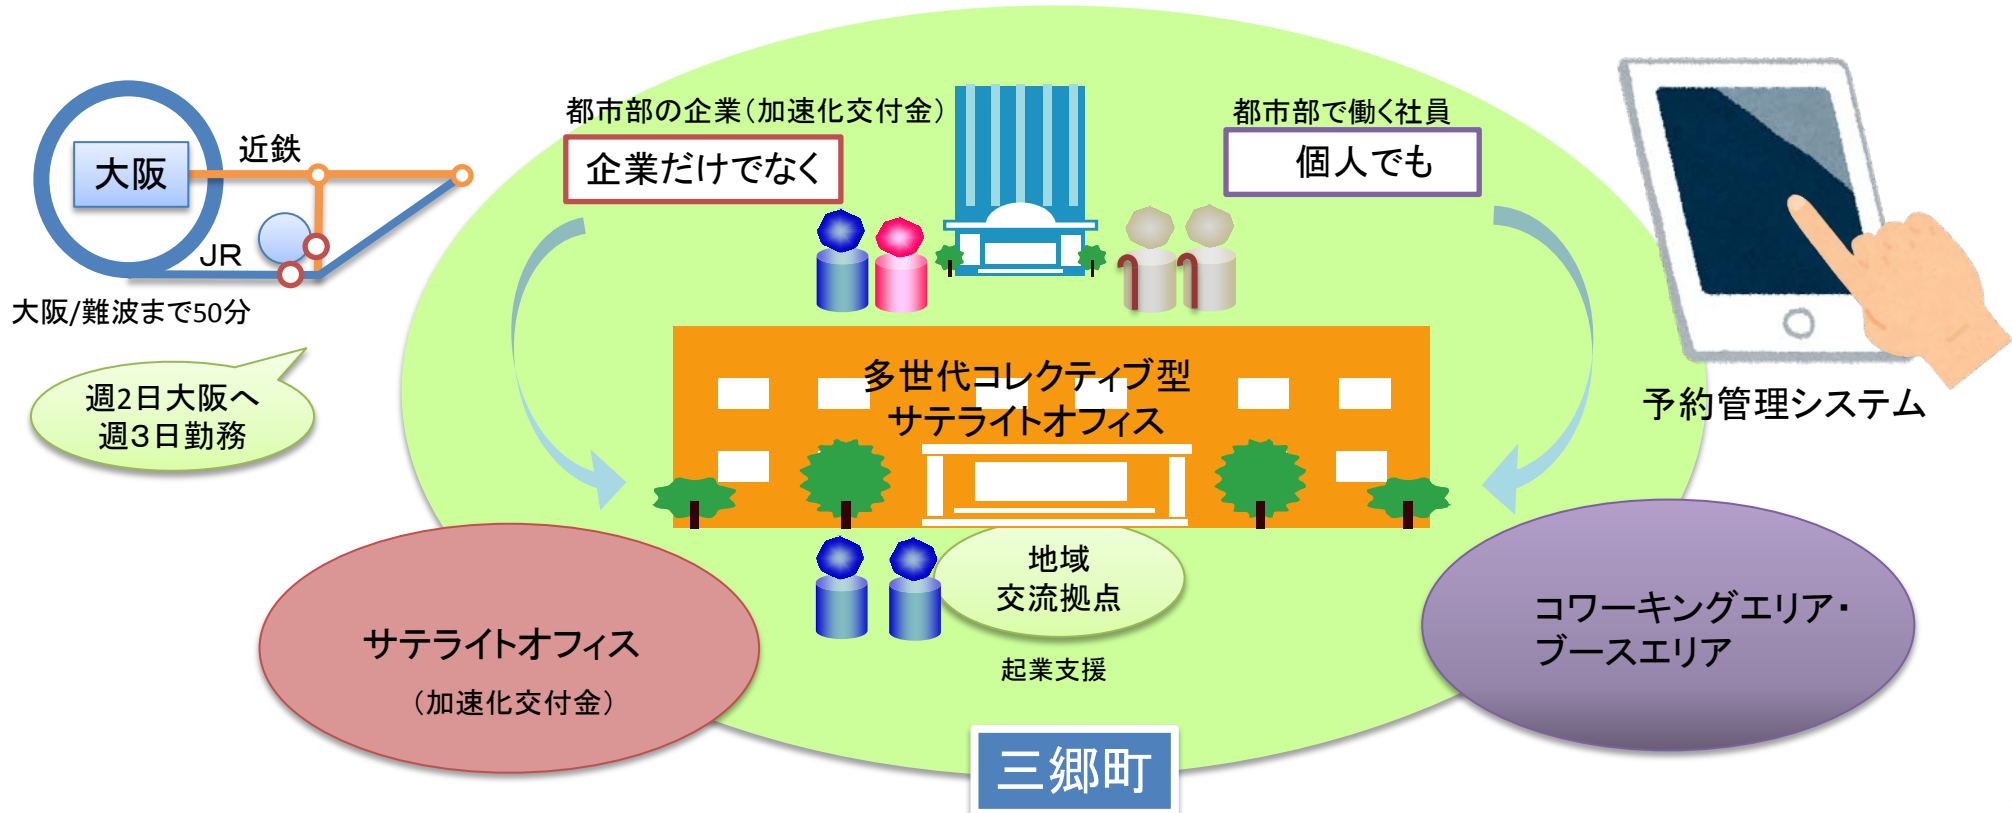 都市部の企業（加速化交付金）
企業だけでなく
都市部で働く社員
個人でも
大阪
近鉄
JR
大阪/難波まで50分
週2日大阪へ
週３日勤務
多世代コレクティブ型
サテライトオフィス
予約管理システム
地域
交流拠点
起業支援
サテライトオフィス
（加速化交付金）
コワーキングエリア・
ブースエリア
三郷町